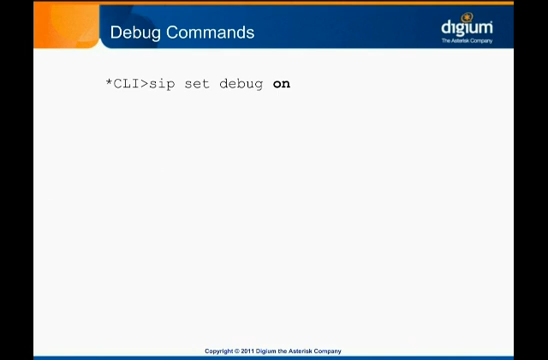 Debug Commands
digium
The Asterisk Company
*CLI>sip set debug on
Copyright © 2011 Digium the Asterisk Company